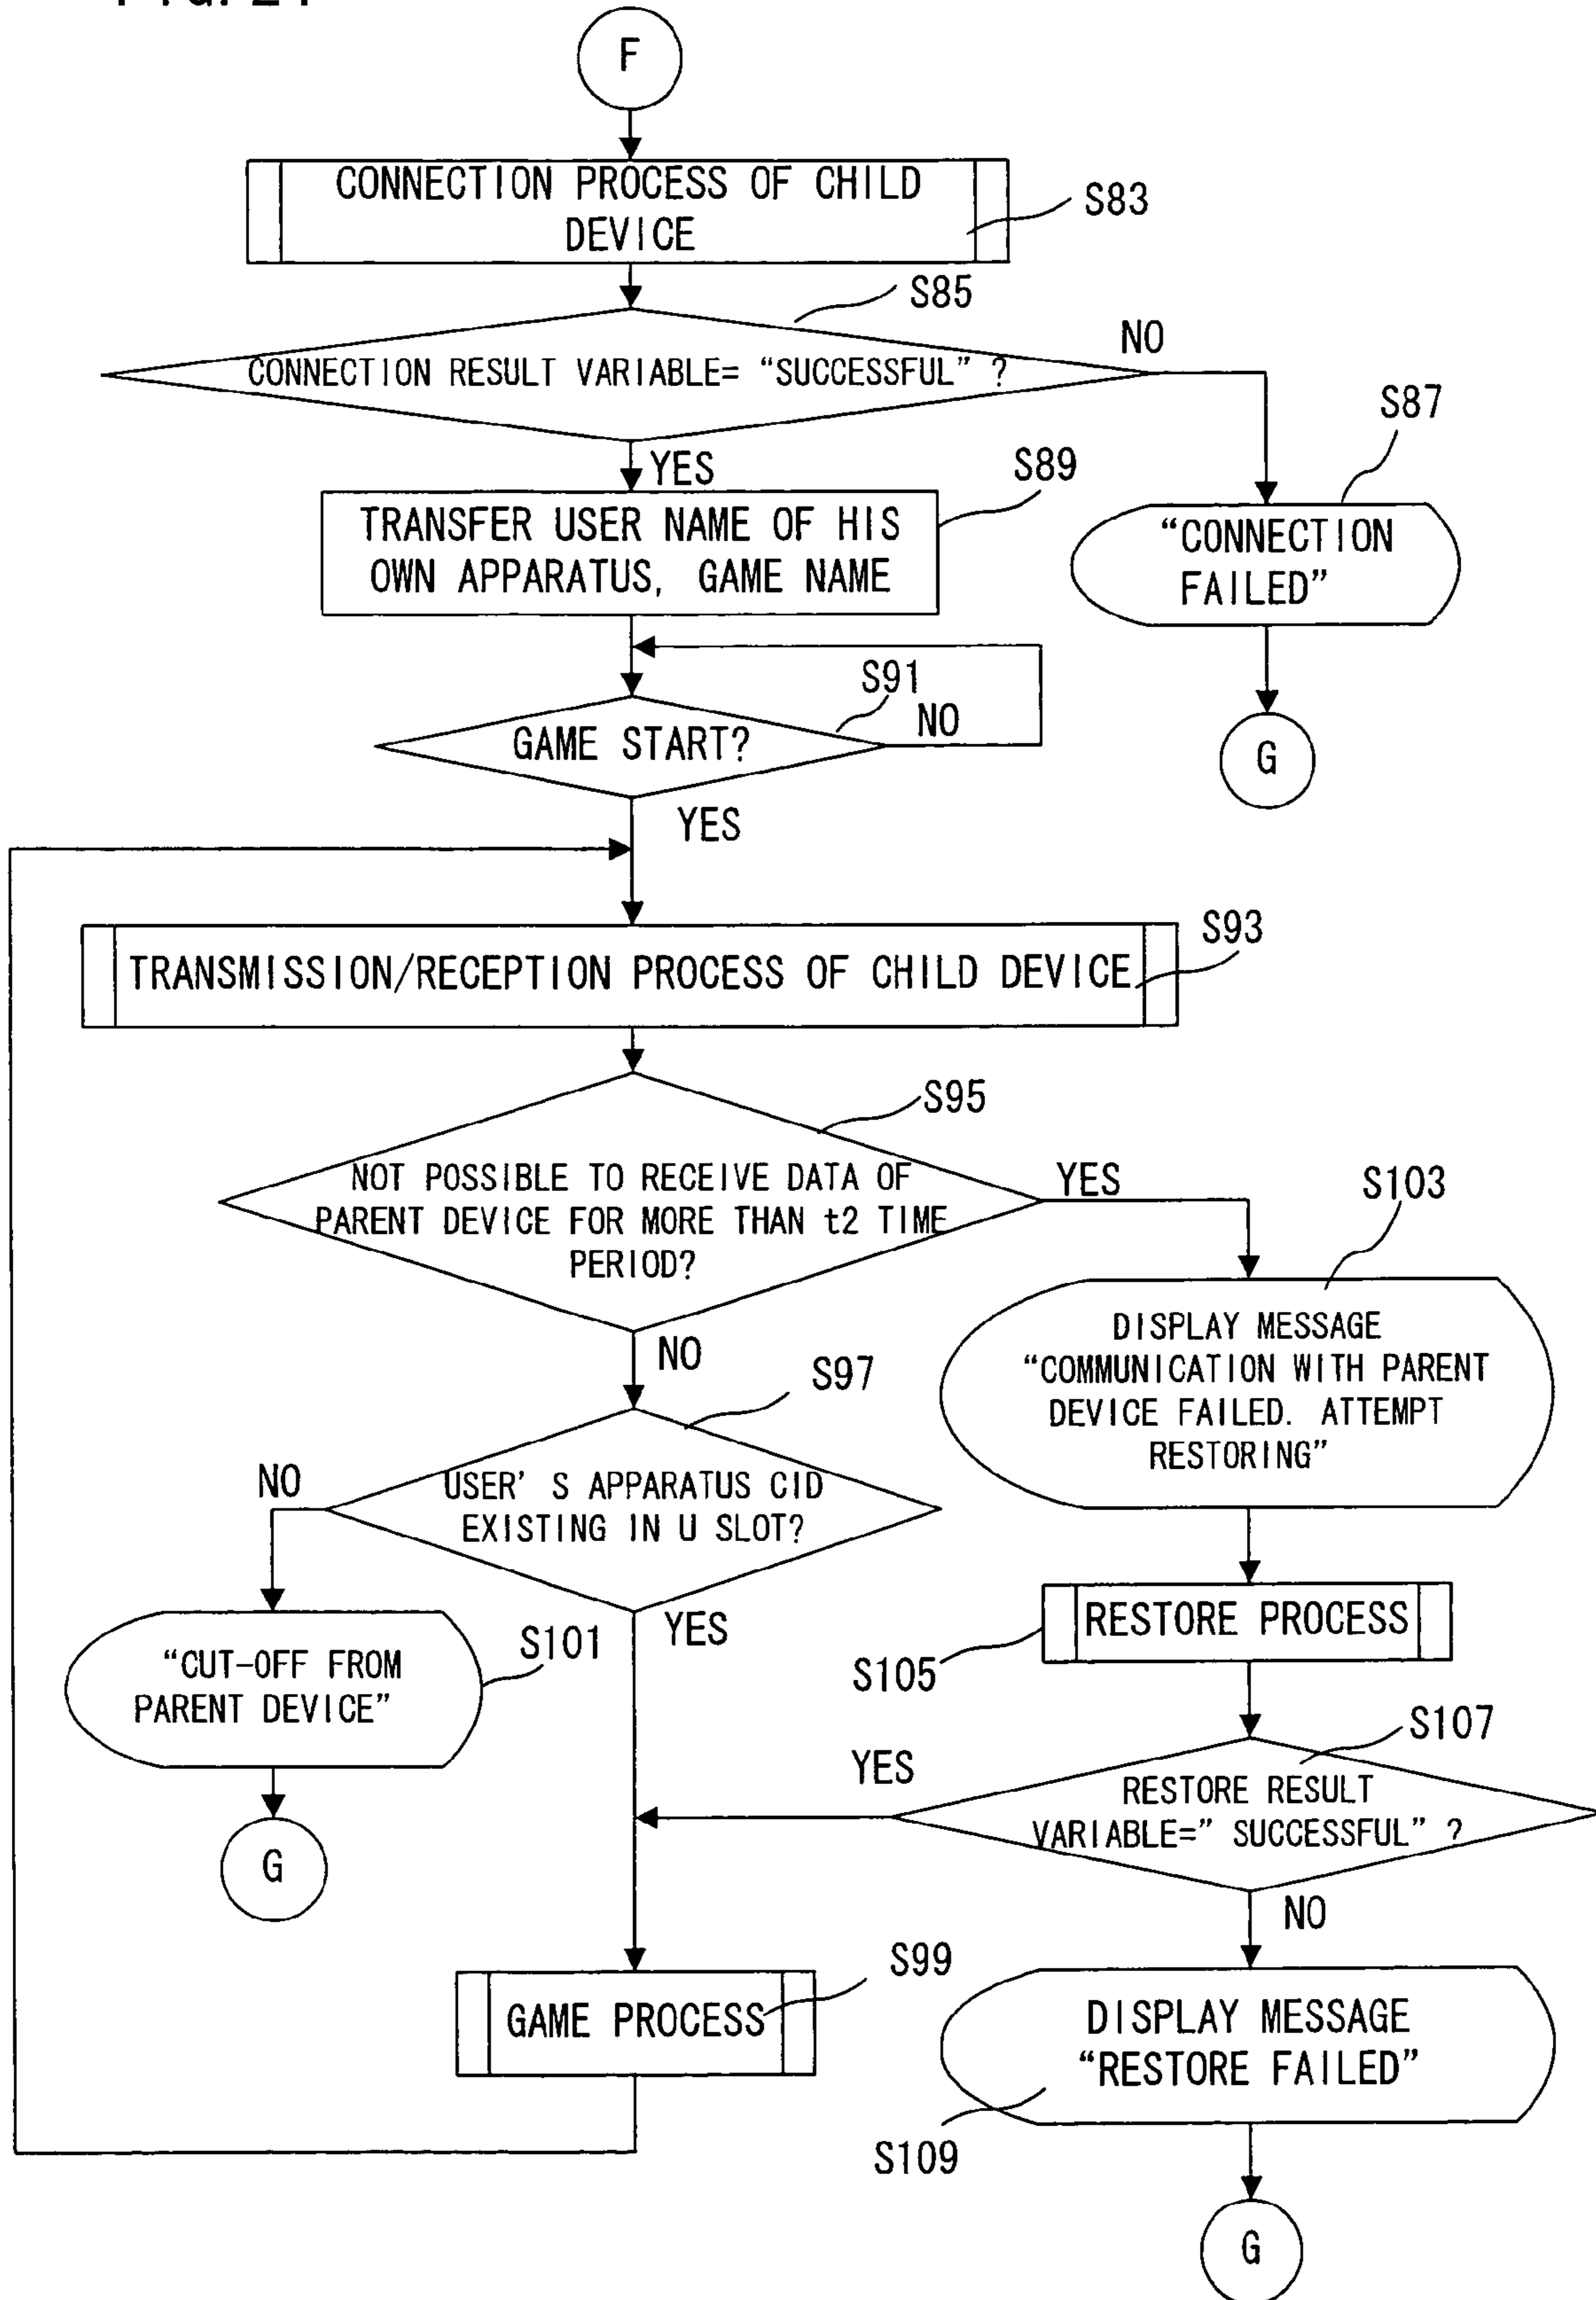 F
CONNECTION PROCESS OF CHILD
DEVICE
S83
S85
CONNECTION RESULT VARIABLE= “SUCCESSFUL” ?
NO
YES
S87
“CONNECTION
FAILED”
G
S89
TRANSFER USER NAME OF HIS
OWN APPARATUS, GAME NAME
S91
GAME START?
NO
YES
S93
TRANSMISSION/RECEPTION PROCESS OF CHILD DEVICE
S95
NOT POSSIBLE TO RECEIVE DATA OF
PARENT DEVICE FOR MORE THAN t2 TIME
PERIOD?
YES
NO
S103
DISPLAY MESSAGE
“COMMUNICATION WITH PARENT
DEVICE FAILED. ATTEMPT
RESTORING”
S97
USER’ S APPARATUS CID
EXISTING IN U SLOT?
NO
YES
S101
“CUT-OFF FROM
PARENT DEVICE”
G
RESTORE PROCESS
S105
S107
RESTORE RESULT
VARIABLE=” SUCCESSFUL” ?
YES
NO
S99
GAME PROCESS
DISPLAY MESSAGE
“RESTORE FAILED”
S109
G